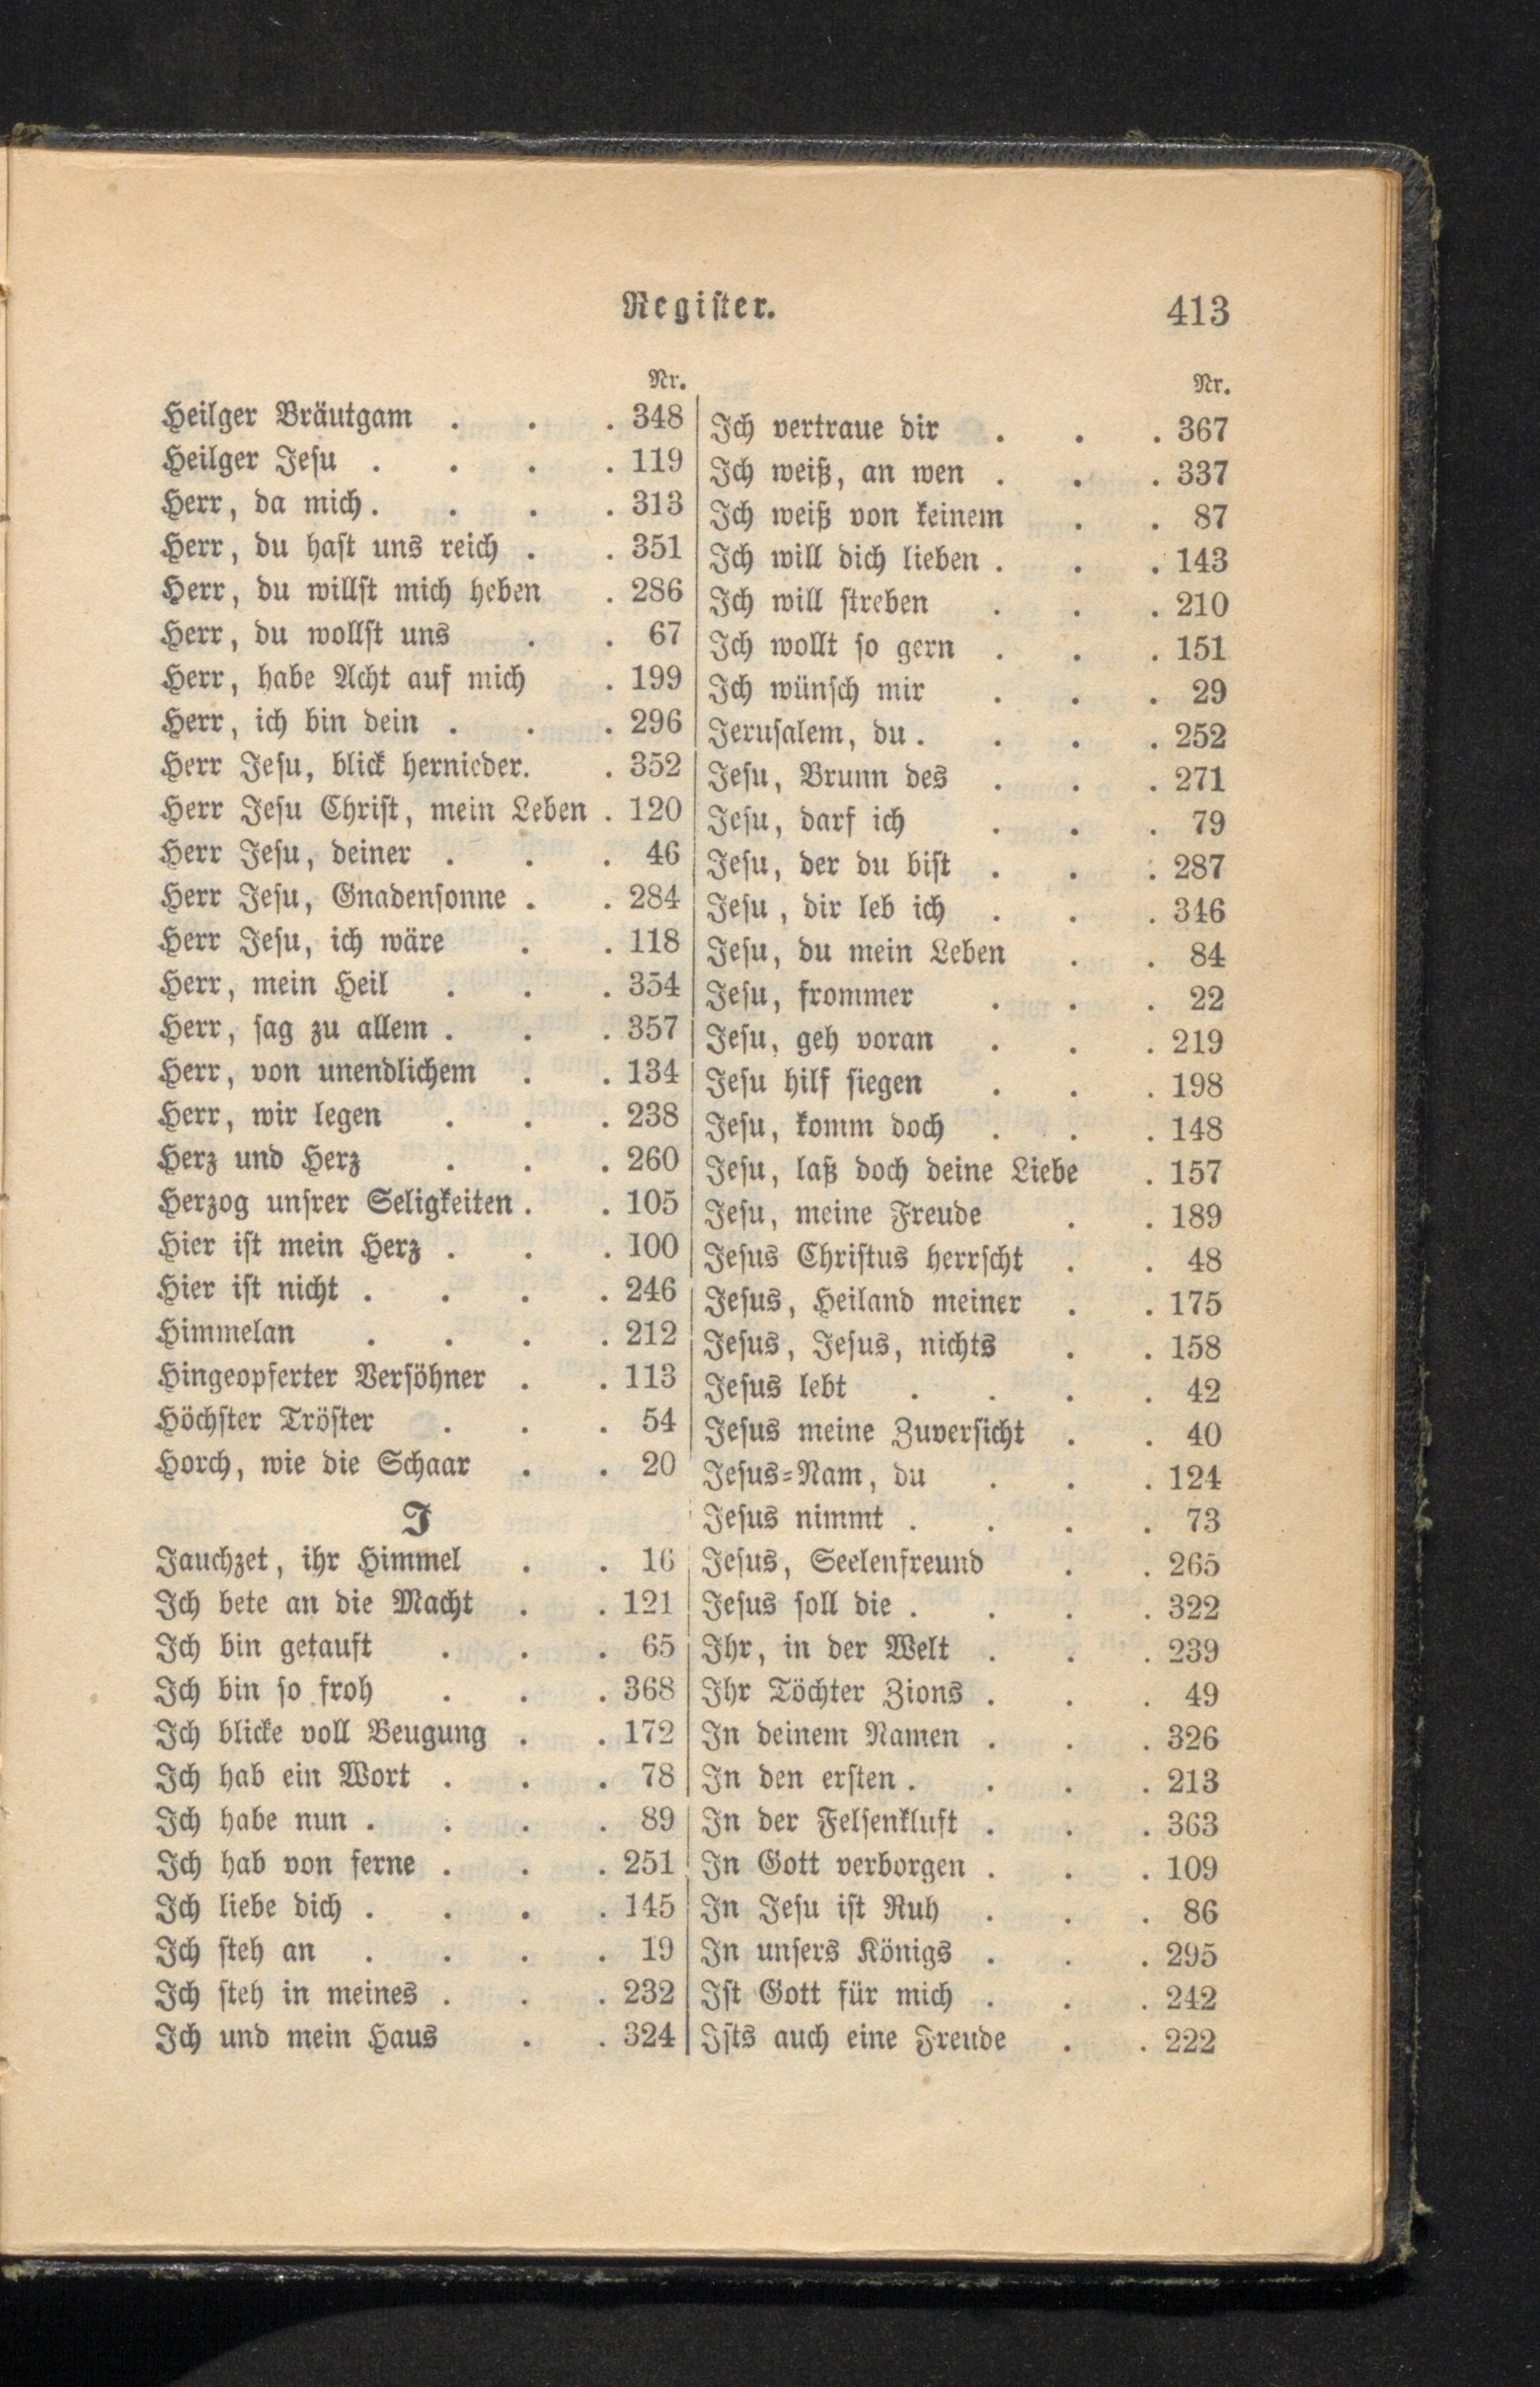 Register.
413
Nr.
Heilger Bräutgam . . . 348
Heilger Jesu . . . . 119
Herr, da mich . . . . 313
Herr, du hast uns reich . . 351
Herr, du willst mich heben . 286
Herr, du wollst uns . . 67
Herr, habe Acht auf mich . 199
Herr, ich bin dein . . . 296
Herr Jesu, blick hernieder. . 352
Herr Jesu Christ, mein Leben . 120
Herr Jesu, deiner . . . 46
Herr Jesu, Gnadensonne . . 284
Herr Jesu, ich wäre . . 118
Herr, mein Heil . . . 354
Herr, sag zu allem . . . 357
Herr, von unendlichem . . 134
Herr, wir legen . . . 238
Herz und Herz . . . 260
Herzog unsrer Seligkeiten . . 105
Hier ist mein Herz . . . 100
Hier ist nicht . . . . 246
Himmelan . . . . 212
Hingeopferter Versöhner . . 113
Höchster Tröster . . . 54
Horch, wie die Schaar . . 20
J
Jauchzet, ihr Himmel . . 16
Ich bete an die Macht . . 121
Ich bin getauft . . . 65
Ich bin so froh . . . 368
Ich blicke voll Beugung . . 172
Ich hab ein Wort . . . 78
Ich habe nun . . . . 89
Ich hab von ferne . . . 251
Ich liebe dich . . . . 145
Ich steh an . . . . 19
Ich steh in meines . . . 232
Ich und mein Haus . . 324
Nr.
Ich vertraue dir . . . 367
Ich weiß, an wen . . . 337
Ich weiß von keinem . . 87
Ich will dich lieben . . . 143
Ich will streben . . . 210
Ich wollt so gern . . . 151
Ich wünsch mir . . . 29
Jerusalem, du . . . . 252
Jesu, Brunn des . . . 271
Jesu, darf ich . . . 79
Jesu, der du bist . . . 287
Jesu, dir leb ich . . . 346
Jesu, du mein Leben . . 84
Jesu, frommer . . . 22
Jesu, geh voran . . . 219
Jesu hilf siegen . . . 198
Jesu, komm doch . . . 148
Jesu, laß doch deine Liebe . 157
Jesu, meine Freude . . 189
Jesus Christus herrscht . . 48
Jesus, Heiland meiner . . 175
Jesus, Jesus, nichts . . 158
Jesus lebt . . . . 42
Jesus meine Zuversicht . . 40
Jesus-Nam, du . . . 124
Jesus nimmt . . . . 73
Jesus, Seelenfreund . . 265
Jesus soll die . . . . 322
Ihr, in der Welt . . . 239
Ihr Töchter Zions . . . 49
In deinem Namen . . . 326
In den ersten . . . . 213
In der Felsenkluft . . . 363
In Gott verborgen . . . 109
In Jesu ist Ruh . . . 86
In unsers Königs . . . 295
Ist Gott für mich . . . 242
Ists auch eine Freude . . 222